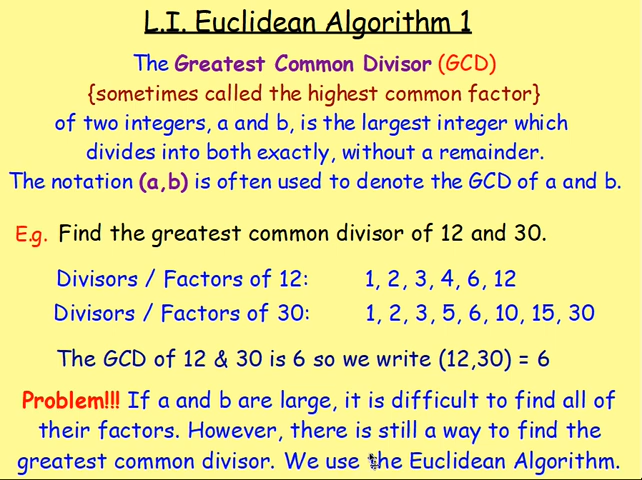 L.I. Euclidean Algorithm 1
The Greatest Common Divisor (GCD)
{sometimes called the highest common factor}
of two integers, a and b, is the largest integer which
divides into both exactly, without a remainder.
The notation (a,b) is often used to denote the GCD of a and b.
E.g. Find the greatest common divisor of 12 and 30.
Divisors / Factors of 12: 1, 2, 3, 4, 6, 12
Divisors / Factors of 30: 1, 2, 3, 5, 6, 10, 15, 30
The GCD of 12 & 30 is 6 so we write (12,30) = 6
Problem!!! If a and b are large, it is difficult to find all of
their factors. However, there is still a way to find the
greatest common divisor. We use the Euclidean Algorithm.